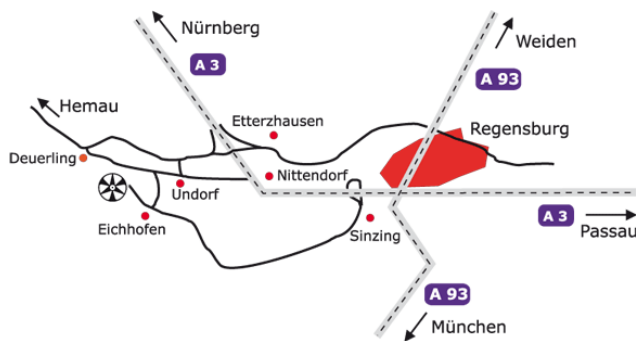 Nürnberg
Weiden
A 3
A 93
Hemau
Etterzhausen
Regensburg
Deuerling
Nittendorf
Undorf
Eichhofen
Sinzing
A 3
Passau
A 93
München